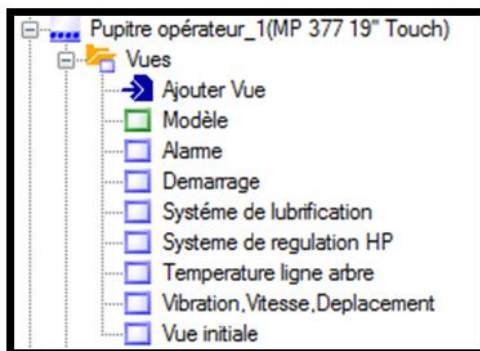 Pupitre opérateur_1(MP 377 19" Touch)
Vues
Ajouter Vue
Modèle
Alarme
Demarrage
Systéme de lubrification
Systeme de regulation HP
Temperature ligne arbre
Vibration,Vitesse,Deplacement
Vue initiale